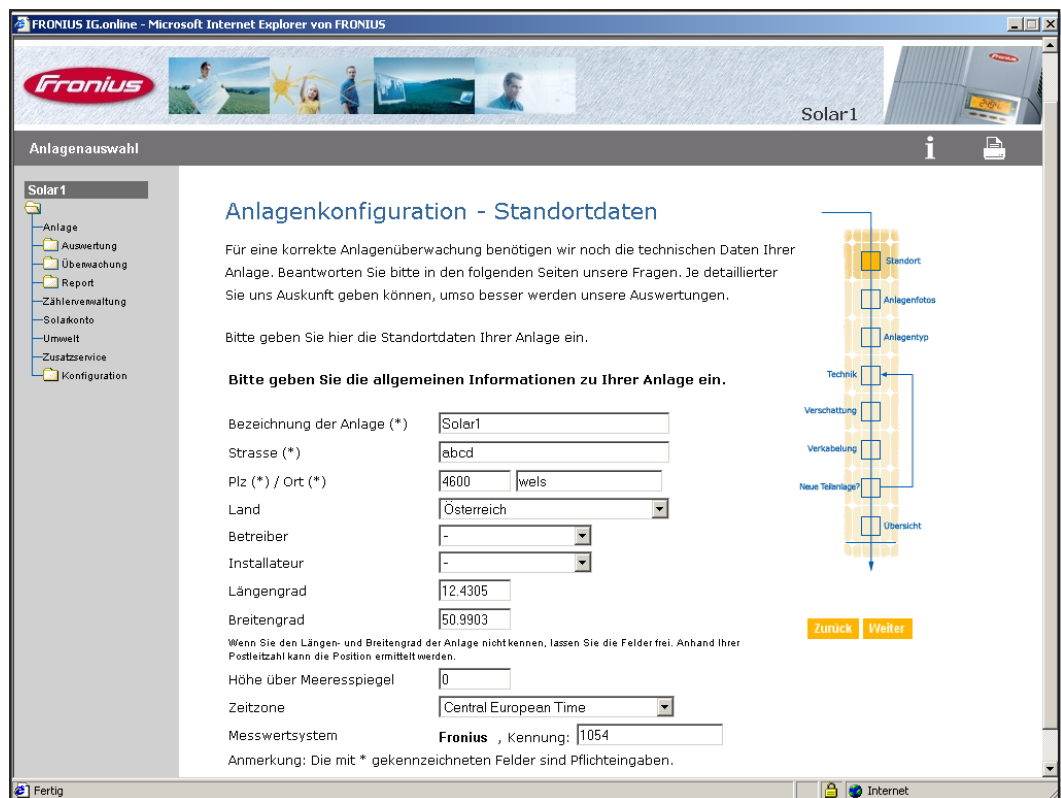 FRONIUS IG.online - Microsoft Internet Explorer von FRONIUS
Fronius
Solar1
Anlagenauswahl
i
Solar1
Anlage
Auswertung
Überwachung
Report
Zählerverwaltung
Solarkonto
Umwelt
Zusatzservice
Konfiguration
Anlagenkonfiguration - Standortdaten
Für eine korrekte Anlagenüberwachung benötigen wir noch die technischen Daten Ihrer
Anlage. Beantworten Sie bitte in den folgenden Seiten unsere Fragen. Je detaillierter
Sie uns Auskunft geben können, umso besser werden unsere Auswertungen.
Bitte geben Sie hier die Standortdaten Ihrer Anlage ein.
Bitte geben Sie die allgemeinen Informationen zu Ihrer Anlage ein.
Bezeichnung der Anlage (*) Solar1
Strasse (*) abcd
Plz (*) / Ort (*) 4600 wels
Land Österreich
Betreiber -
Installateur -
Längengrad 12.4305
Breitengrad 50.9903
Wenn Sie den Längen- und Breitengrad der Anlage nicht kennen, lassen Sie die Felder frei. Anhand Ihrer
Postleitzahl kann die Position ermittelt werden.
Höhe über Meeresspiegel 0
Zeitzone Central European Time
Messwertsystem Fronius , Kennung: 1054
Anmerkung: Die mit * gekennzeichneten Felder sind Pflichteingaben.
Standort
Anlagenfotos
Anlagentyp
Technik
Verschattung
Verkabelung
Neue Teilanlage?
Übersicht
Zurück Weiter
Fertig
Internet